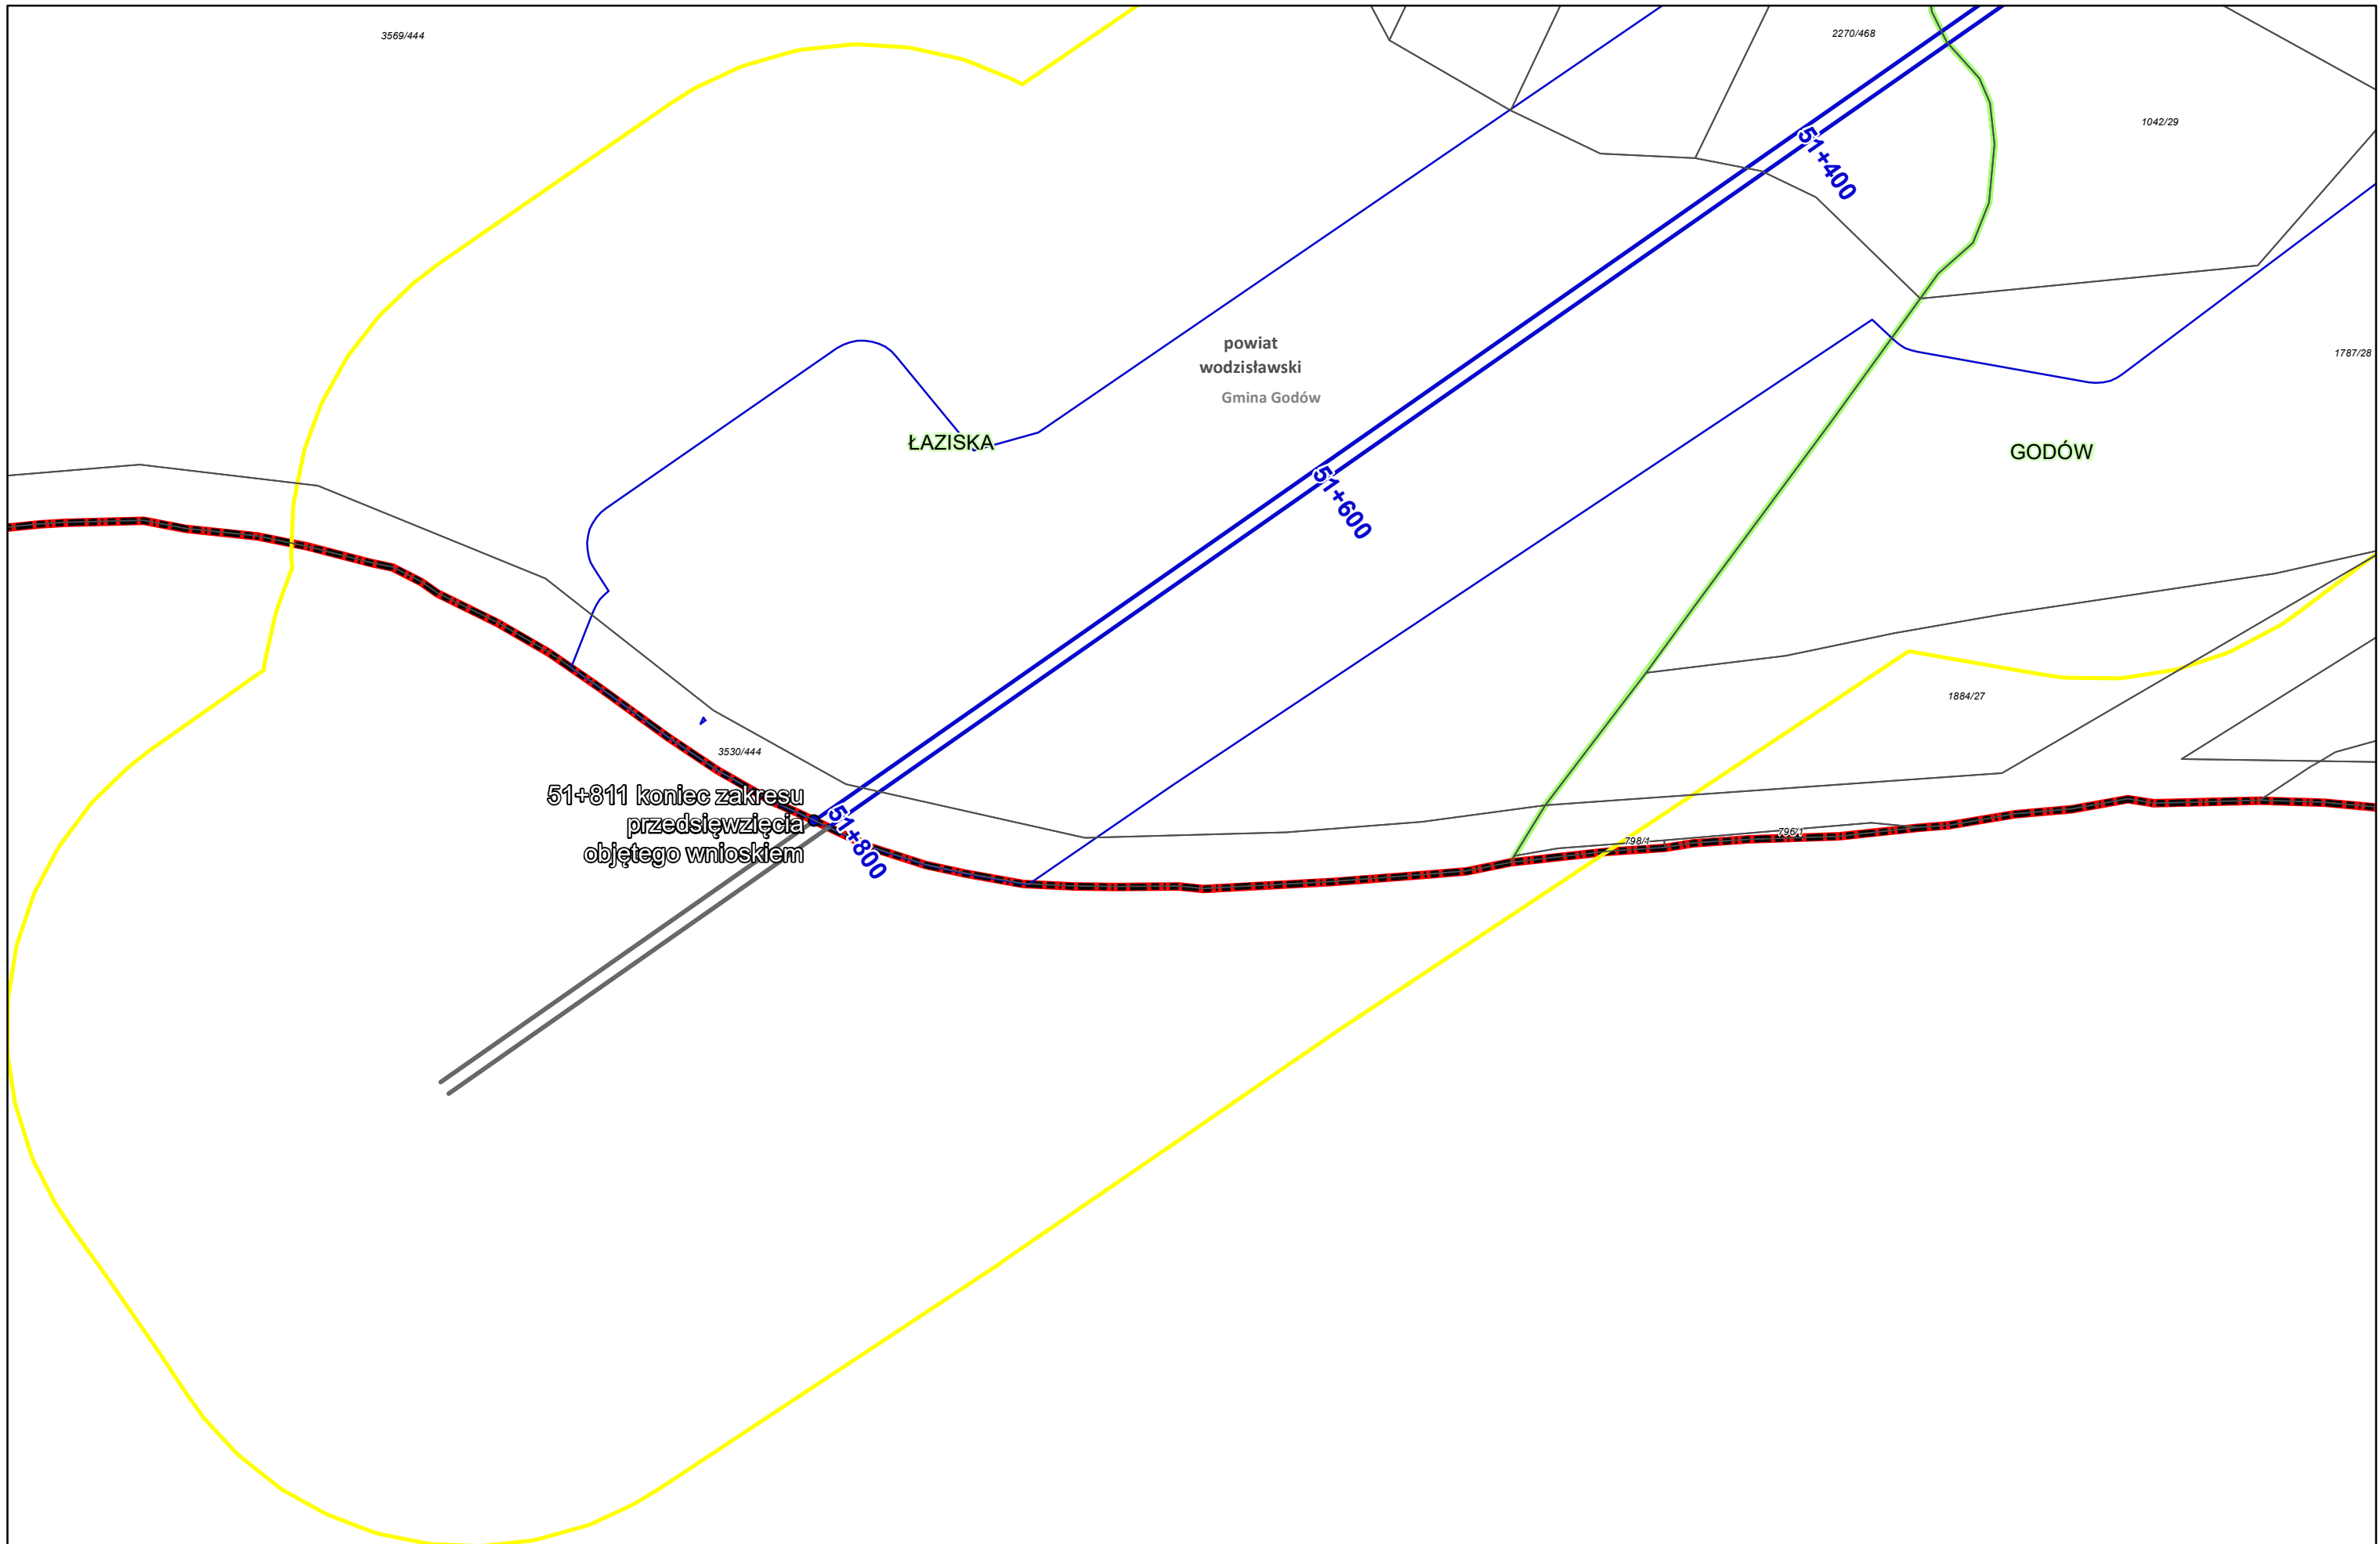 3569/444
2270/468
1042/29
51+400
powiat
wodzisławski
Gmina Godów
1787/28
ŁAZISKA
GODÓW
51+600
1884/27
3530/444
51+811 koniec zakresu
przedsięwzięcia
objętego wnioskiem
51+800
798/1
796/1